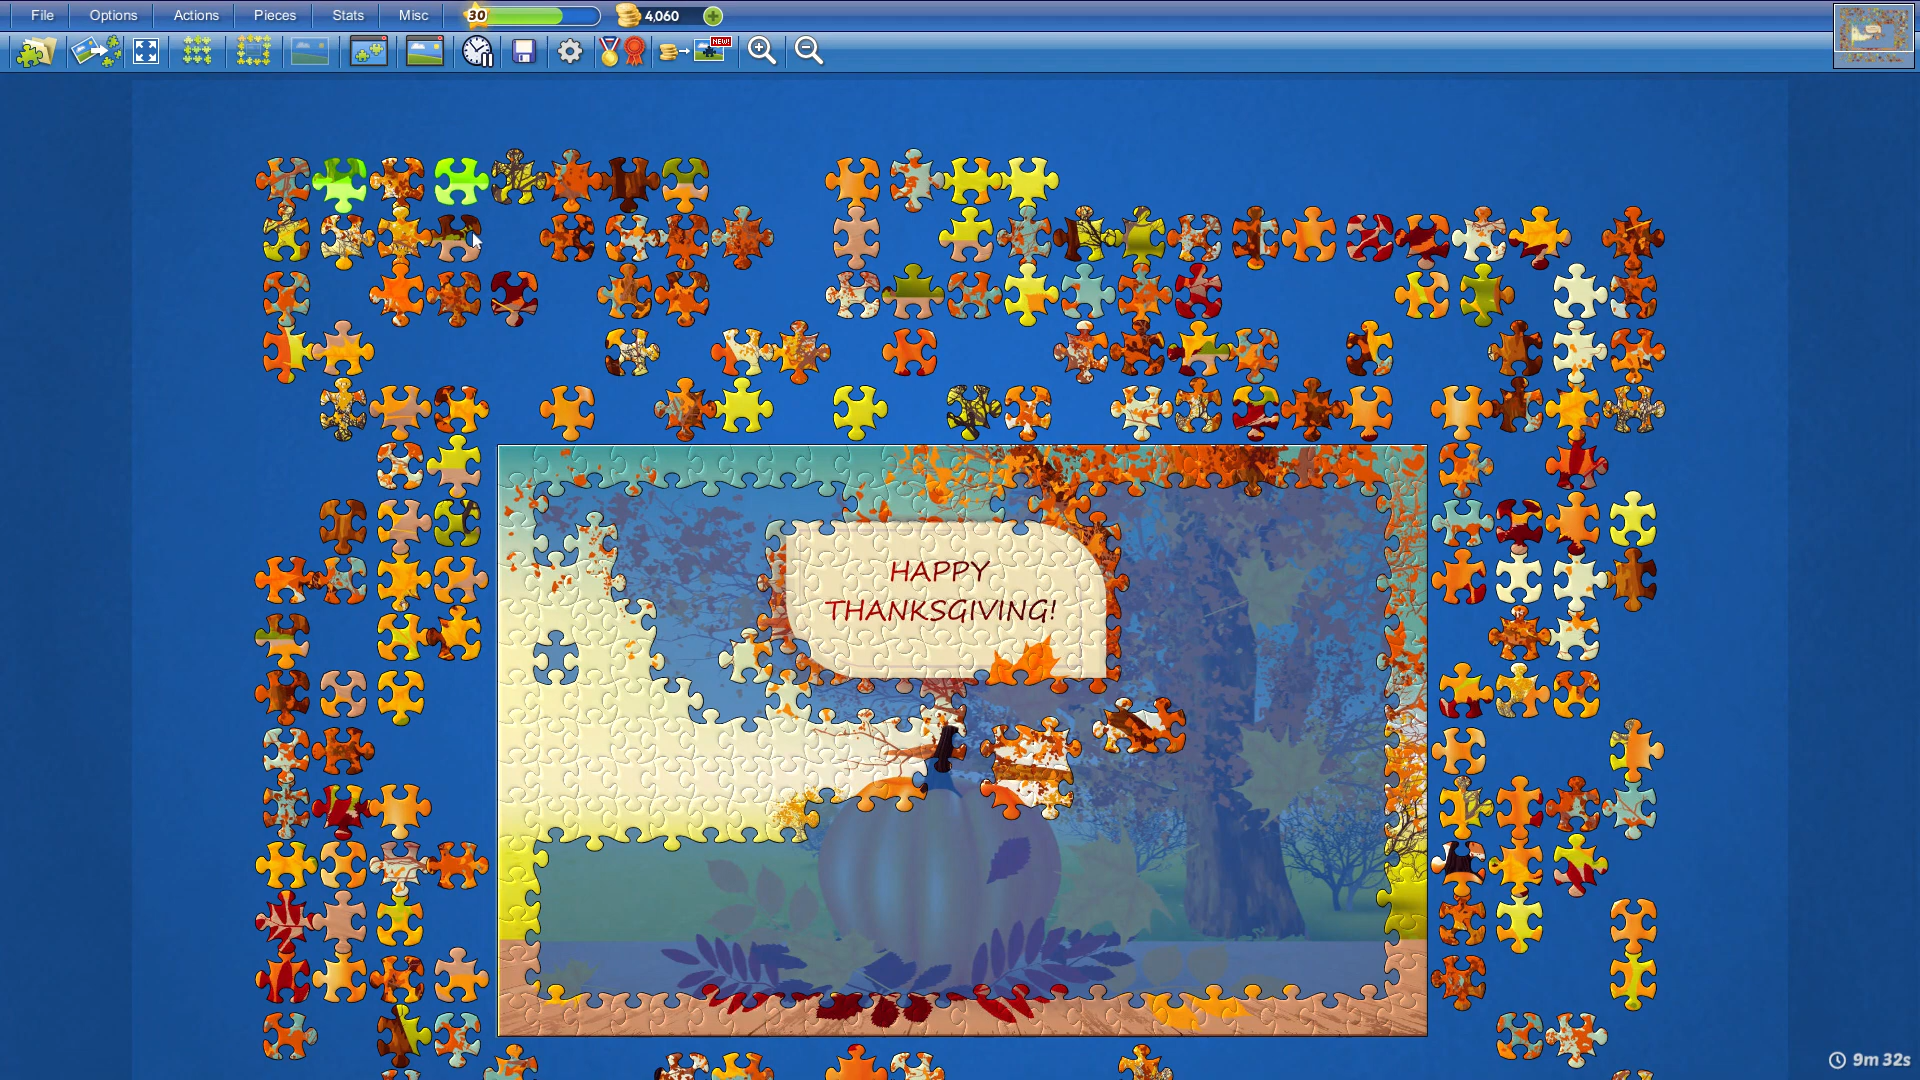 File Options Actions Pieces Stats Misc 30 4,060
NEW!
HAPPY
THANKSGIVING!
9m 32s